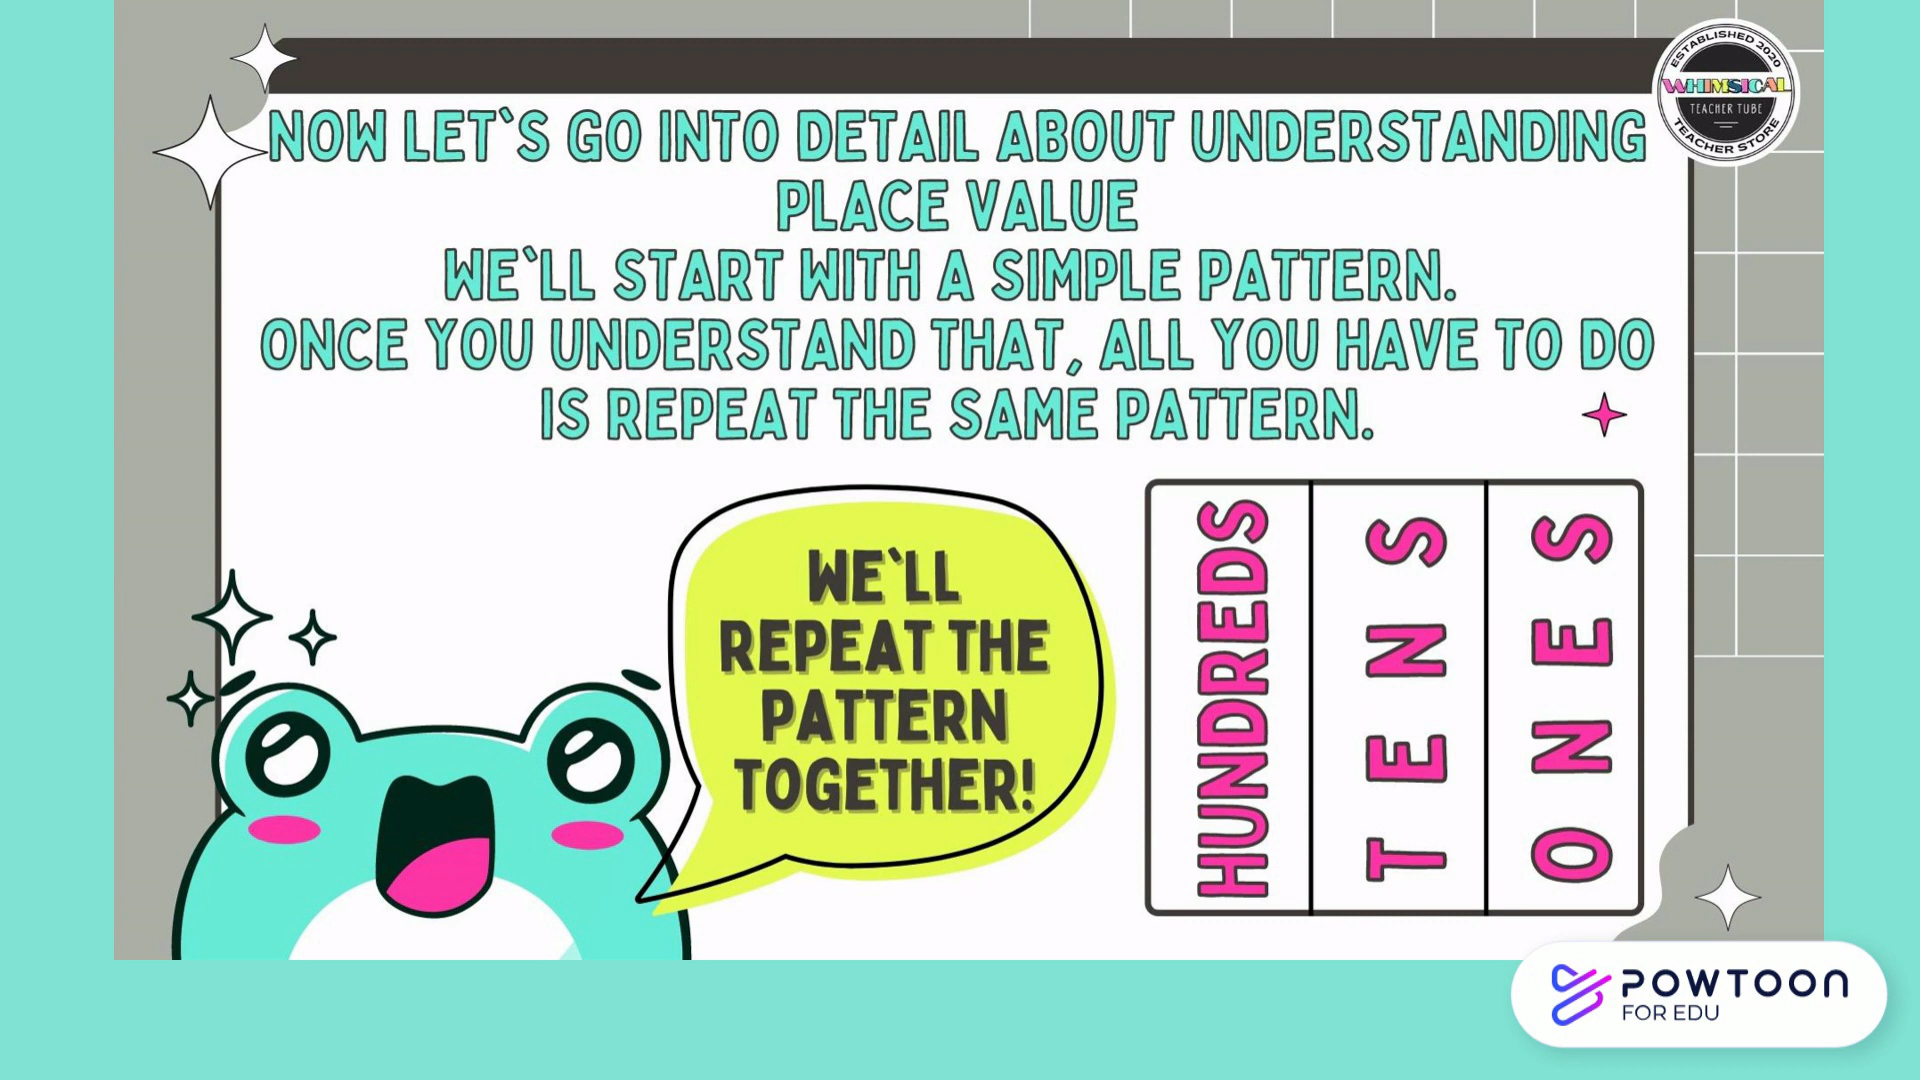 ESTABLISHED 2020
WHIMSICAL
TEACHER TUBE
TEACHER STORE
NOW LET`S GO INTO DETAIL ABOUT UNDERSTANDING
PLACE VALUE
WE`LL START WITH A SIMPLE PATTERN.
ONCE YOU UNDERSTAND THAT, ALL YOU HAVE TO DO
IS REPEAT THE SAME PATTERN.
WE`LL
REPEAT THE
PATTERN
TOGETHER!
HUNDREDS
TENS
ONES
POWTOON
FOR EDU